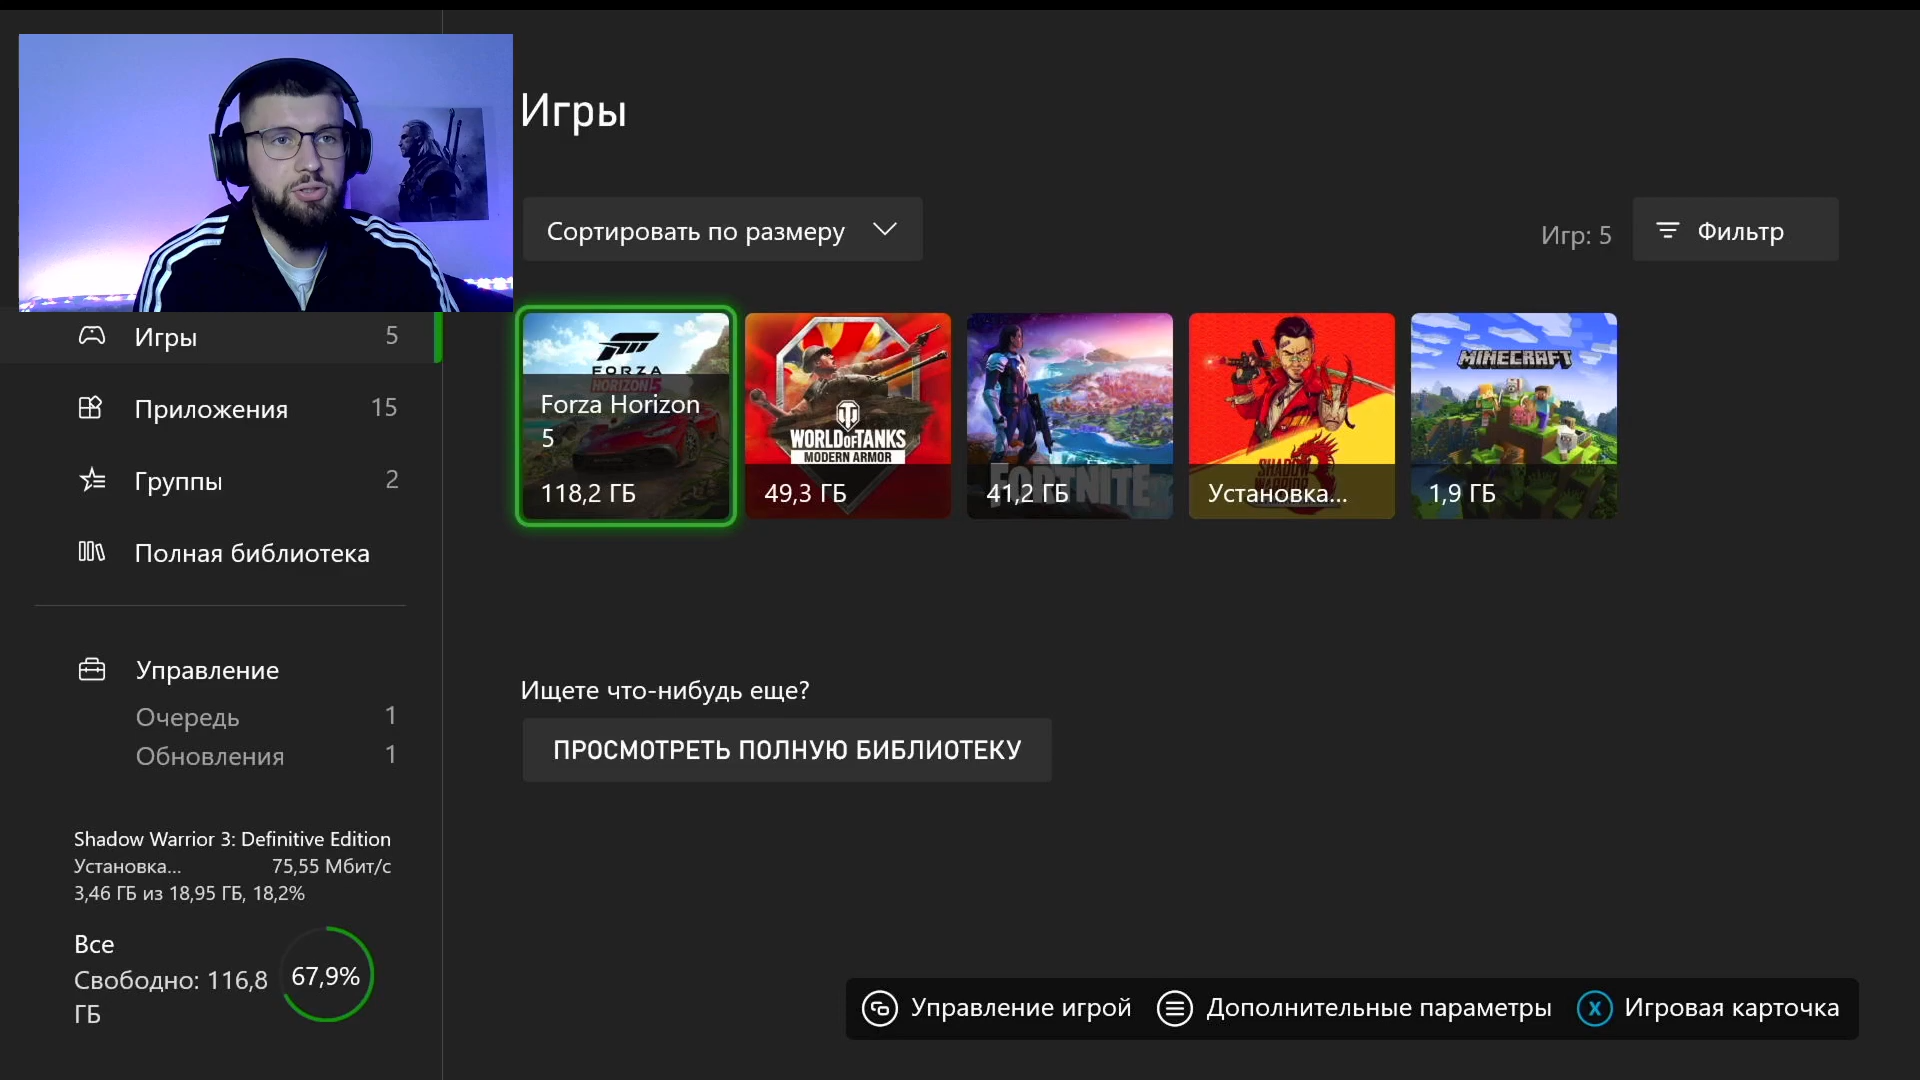 Игры
Сортировать по размеру
Игр: 5
Фильтр
Игры 5
Приложения 15
Группы 2
Полная библиотека
Управление
Очередь 1
Обновления 1
Shadow Warrior 3: Definitive Edition
Установка... 75,55 Мбит/с
3,46 ГБ из 18,95 ГБ, 18,2%
Все
Свободно: 116,8
ГБ
67,9%
FORZA
HORIZON 5
Forza Horizon
5
118,2 ГБ
WORLD OF TANKS
MODERN ARMOR
49,3 ГБ
FORTNITE
41,2 ГБ
SHADOW
WARRIOR
Установка...
MINECRAFT
1,9 ГБ
Ищете что-нибудь еще?
ПРОСМОТРЕТЬ ПОЛНУЮ БИБЛИОТЕКУ
Управление игрой
Дополнительные параметры
X Игровая карточка